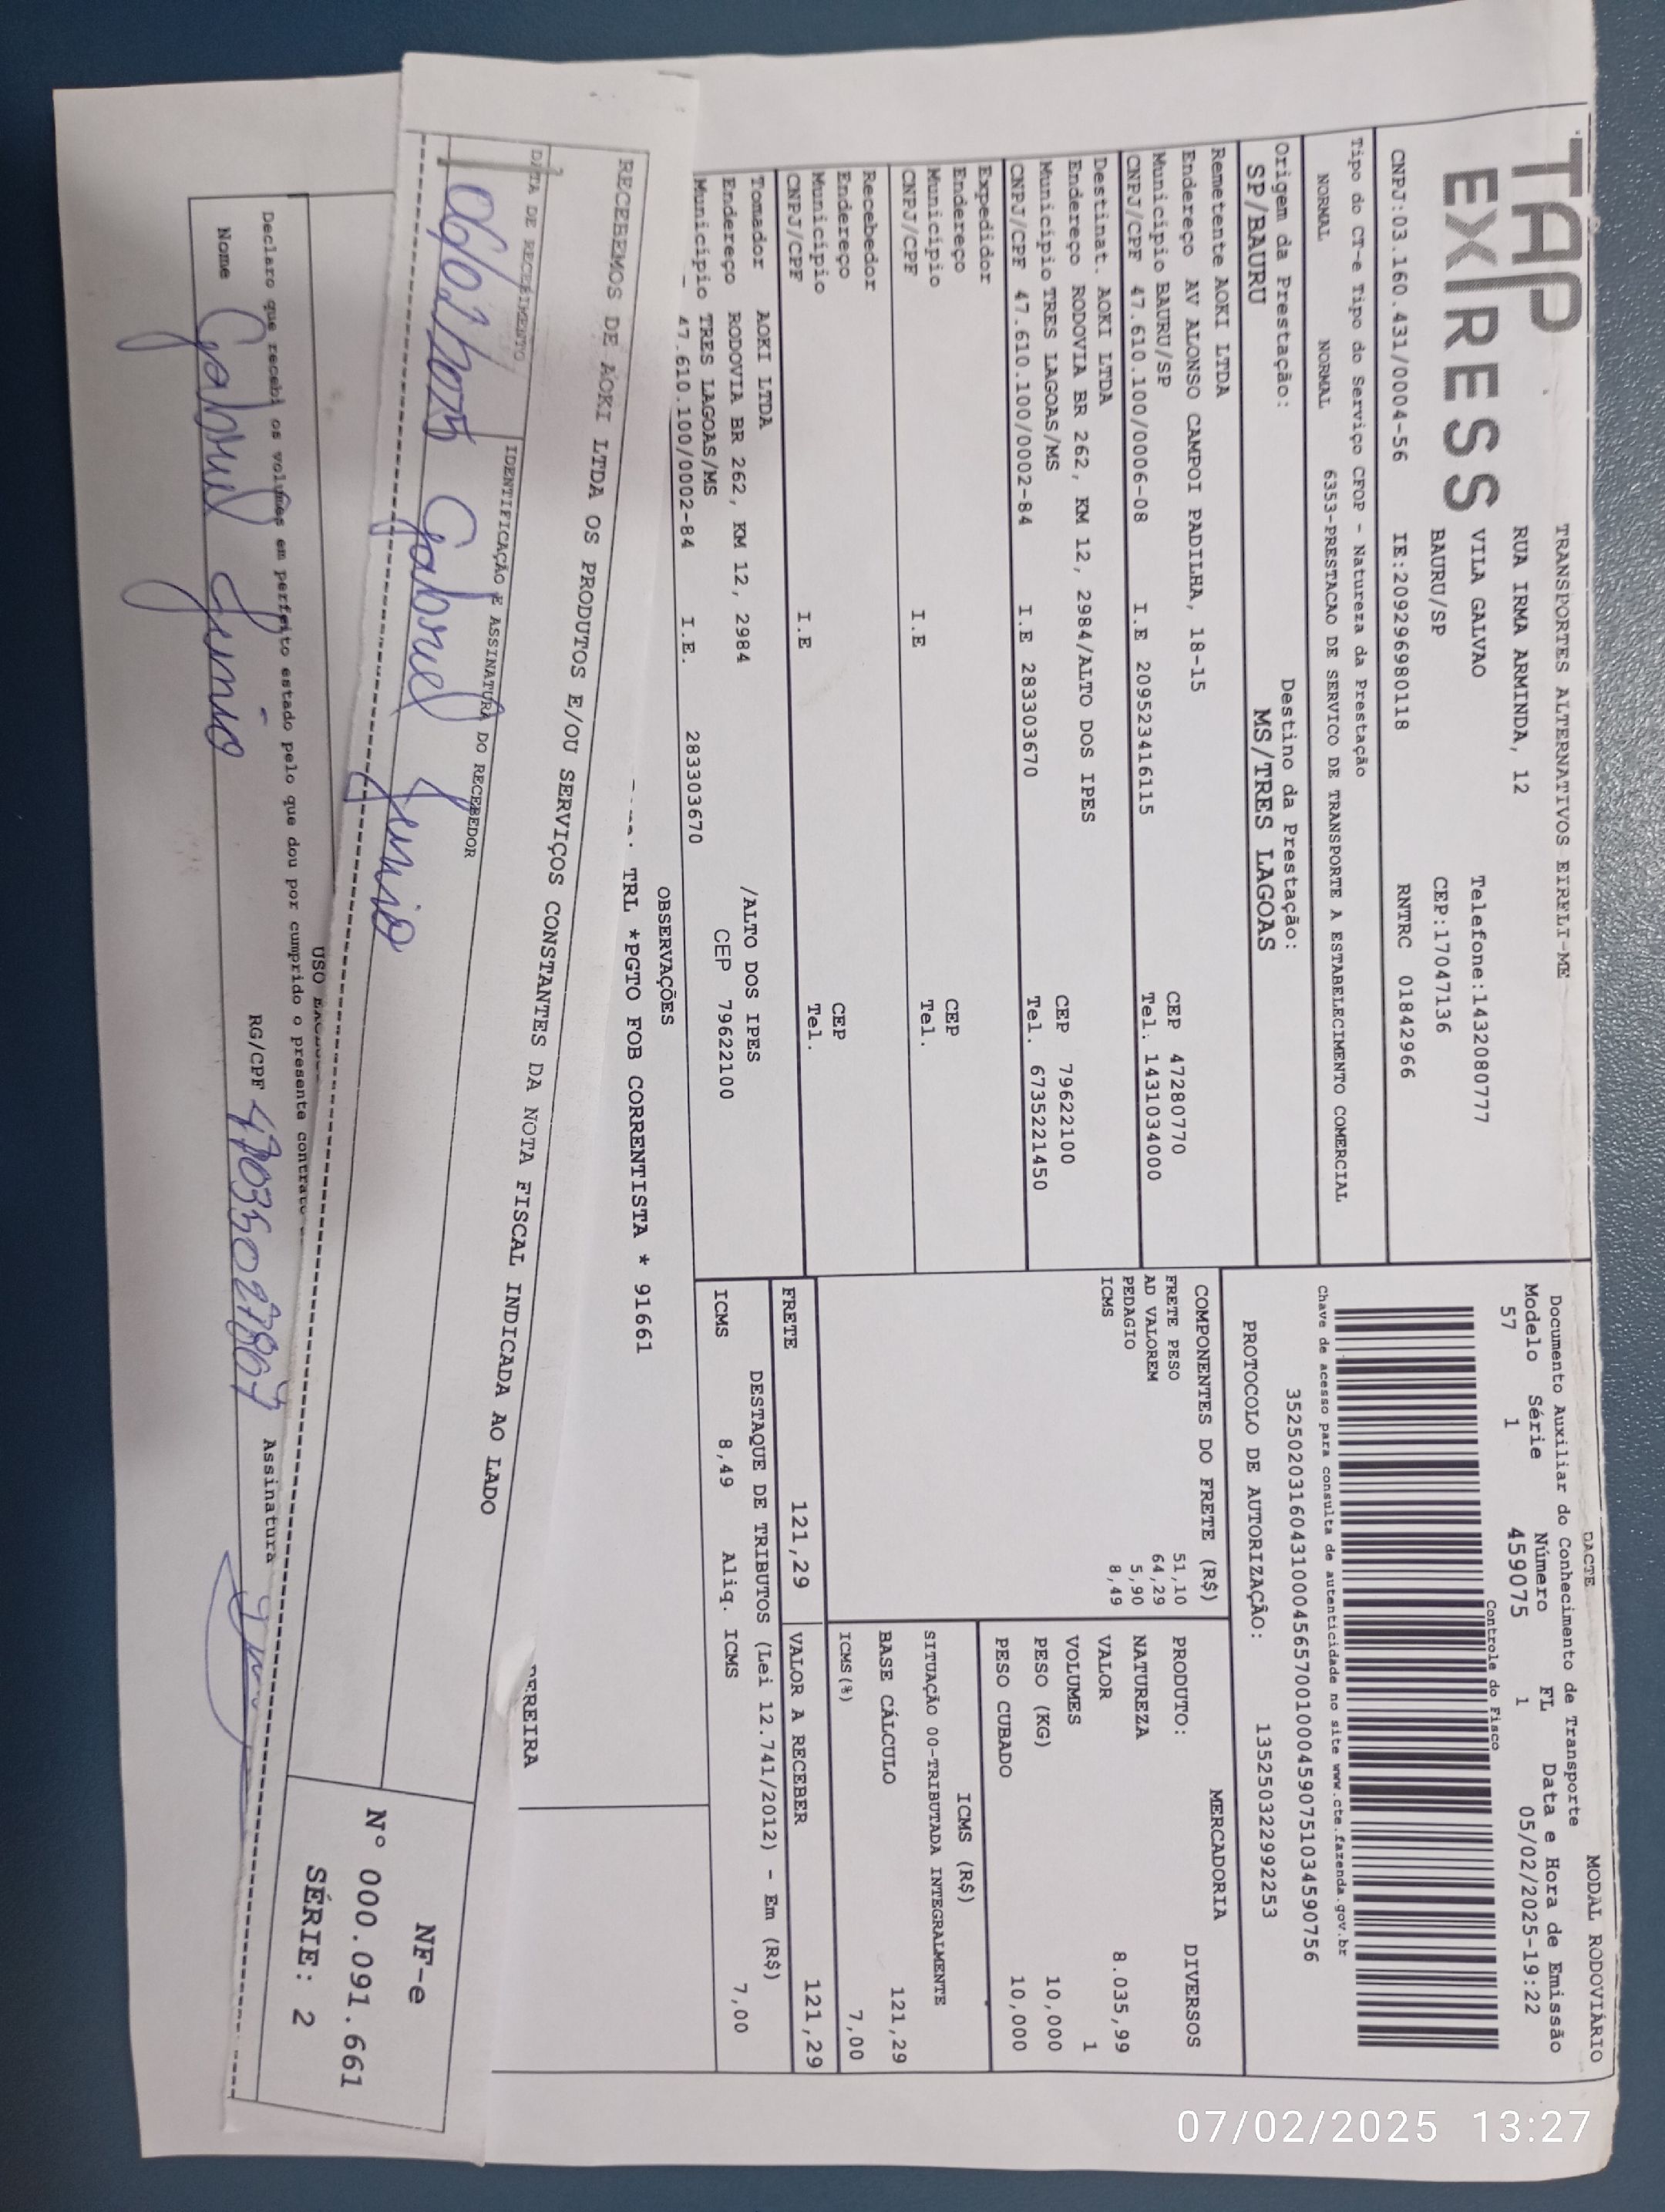 TAP
EXPRESS
TRANSPORTES ALTERNATIVOS EIRELI-ME
RUA IRMA ARMINDA, 12
VILA GALVAO Telefone:1432080777
BAURU/SP CEP:17047136
CNPJ:03.160.431/0004-56 IE:209296980118 RNTRC 01842966
Tipo do CT-e Tipo do Serviço CFOP - Natureza da Prestação
NORMAL NORMAL 6353-PRESTACAO DE SERVICO DE TRANSPORTE A ESTABELECIMENTO COMERCIAL
Origem da Prestação: Destino da Prestação:
SP/BAURU MS/TRES LAGOAS
DACTE MODAL RODOVIÁRIO
Documento Auxiliar do Conhecimento de Transporte
Modelo Série Número FL Data e Hora de Emissão
57 1 459075 1 05/02/2025-19:22
Controle do Fisco
Chave de acesso para consulta de autenticidade no site www.cte.fazenda.gov.br
35250203160431000456570010004590751034590756
PROTOCOLO DE AUTORIZAÇÃO: 135250322992253
Remetente AOKI LTDA
Endereço AV ALONSO CAMPOI PADILHA, 18-15
Município BAURU/SP CEP 47280770
CNPJ/CPF 47.610.100/0006-08 I.E 209523416115 Tel. 1431034000
Destinat. AOKI LTDA
Endereço RODOVIA BR 262, KM 12, 2984/ALTO DOS IPES
Município TRES LAGOAS/MS CEP 79622100
CNPJ/CPF 47.610.100/0002-84 I.E 283303670 Tel. 6735221450
Expedidor
Endereço
Município CEP
CNPJ/CPF I.E Tel.
Recebedor
Endereço
Município CEP
CNPJ/CPF I.E Tel.
Tomador AOKI LTDA
Endereço RODOVIA BR 262, KM 12, 2984 /ALTO DOS IPES
Município TRES LAGOAS/MS CEP 79622100
47.610.100/0002-84 I.E. 283303670
COMPONENTES DO FRETE (R$)
FRETE PESO 51,10
AD VALOREM 64,29
PEDAGIO 5,90
ICMS 8,49
MERCADORIA
PRODUTO: DIVERSOS
NATUREZA
VALOR 8.035,99
VOLUMES 1
PESO (KG) 10,000
PESO CUBADO 10,000
ICMS (R$)
SITUAÇÃO 00-TRIBUTADA INTEGRALMENTE
BASE CÁLCULO 121,29
ICMS(%) 7,00
FRETE 121,29 VALOR A RECEBER 121,29
DESTAQUE DE TRIBUTOS (Lei 12.741/2012) - Em (R$)
ICMS 8,49 Aliq. ICMS 7,00
OBSERVAÇÕES
TRL *PGTO FOB CORRENTISTA * 91661
PEREIRA
RECEBEMOS DE AOKI LTDA OS PRODUTOS E/OU SERVIÇOS CONSTANTES DA NOTA FISCAL INDICADA AO LADO
DATA DE RECEBIMENTO IDENTIFICAÇÃO E ASSINATURA DO RECEBEDOR
06/02/2025 Gabriel Junio
NF-e
Nº 000.091.661
SÉRIE: 2
USO
Declaro que recebi os volumes em perfeito estado pelo que dou por cumprido o presente contrato
Nome Gabriel Junio RG/CPF 47035027867 Assinatura
07/02/2025 13:27